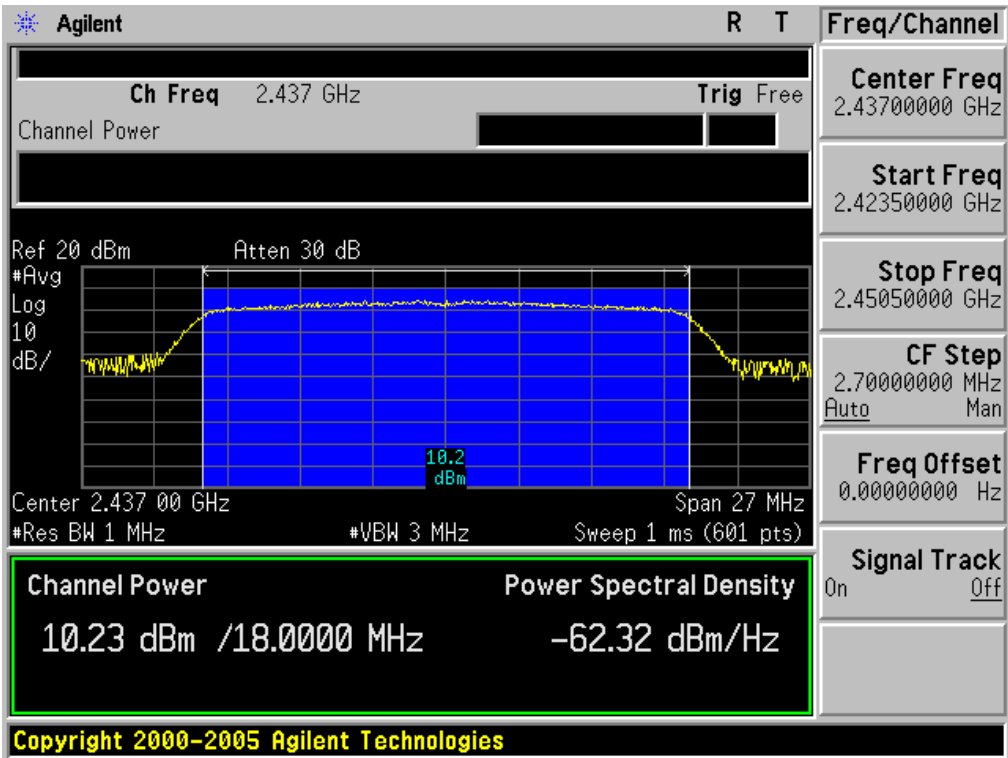 Agilent R T
Ch Freq 2.437 GHz Trig Free
Channel Power
Ref 20 dBm Atten 30 dB
#Avg
Log
10
dB/
10.2
dBm
Center 2.437 00 GHz Span 27 MHz
#Res BW 1 MHz #VBW 3 MHz Sweep 1 ms (601 pts)
Channel Power Power Spectral Density
10.23 dBm /18.0000 MHz -62.32 dBm/Hz
Copyright 2000-2005 Agilent Technologies
Freq/Channel
Center Freq
2.43700000 GHz
Start Freq
2.42350000 GHz
Stop Freq
2.45050000 GHz
CF Step
2.70000000 MHz
Auto Man
Freq Offset
0.00000000 Hz
Signal Track
On Off